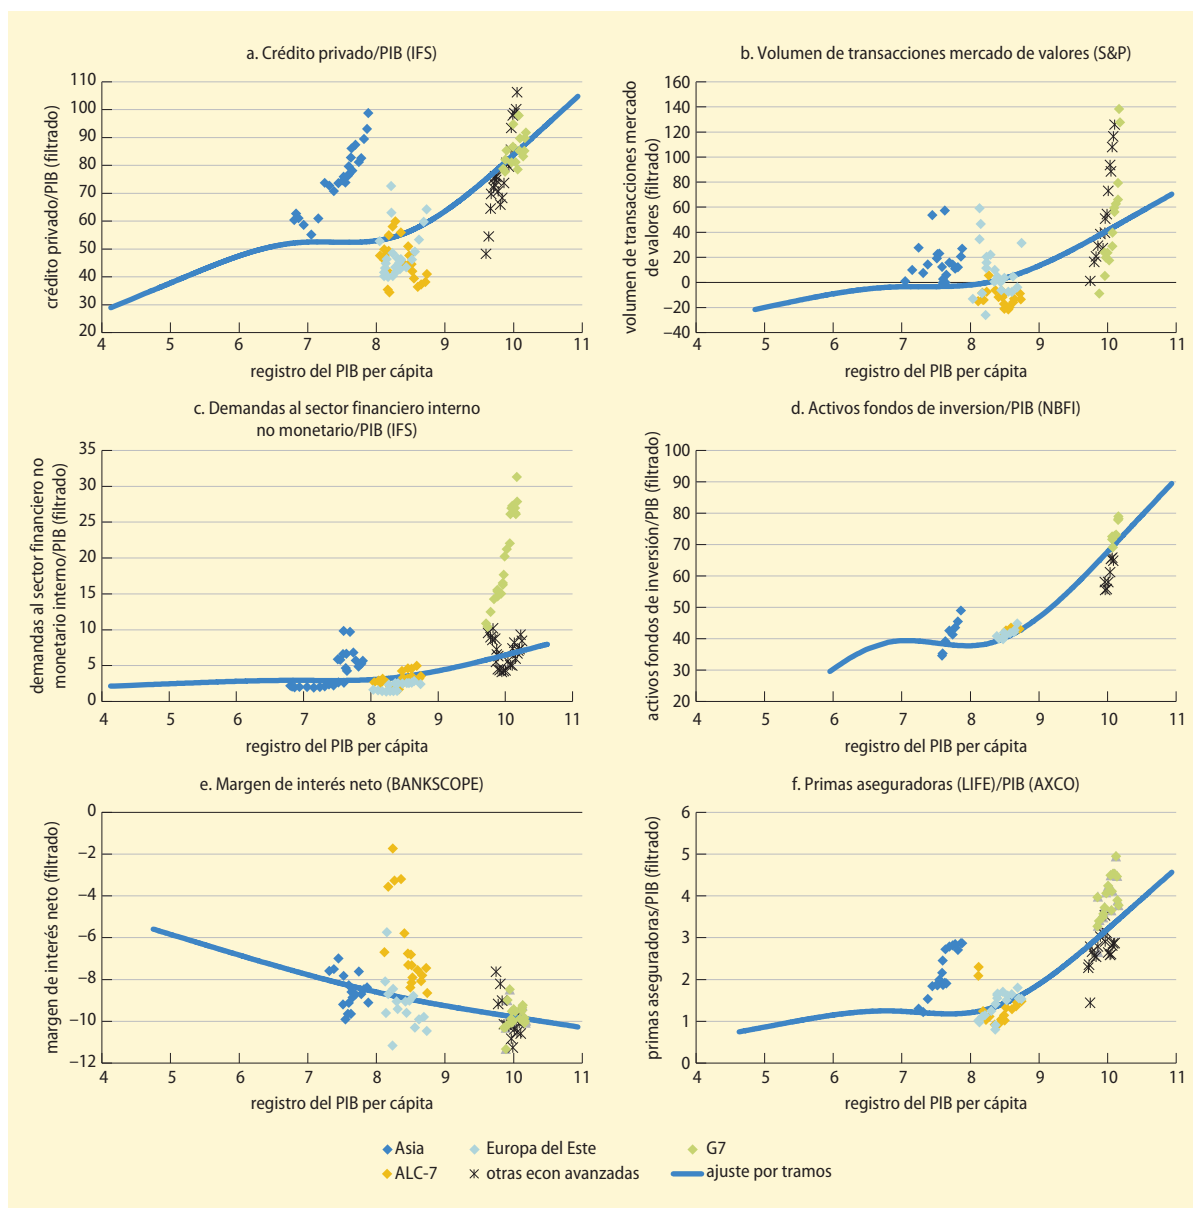 a. Crédito privado/PIB (IFS)
crédito privado/PIB (filtrado)
110
100
90
80
70
60
50
40
30
20
4 5 6 7 8 9 10 11
registro del PIB per cápita
b. Volumen de transacciones mercado de valores (S&P)
volumen de transacciones mercado
de valores (filtrado)
160
140
120
100
80
60
40
20
0
−20
−40
4 5 6 7 8 9 10 11
registro del PIB per cápita
c. Demandas al sector financiero interno
no monetario/PIB (IFS)
demandas al sector financiero no
monetario interno/PIB (filtrado)
35
30
25
20
15
10
5
0
4 5 6 7 8 9 10 11
registro del PIB per cápita
d. Activos fondos de inversion/PIB (NBFI)
activos fondos de inversión/PIB (filtrado)
100
90
80
70
60
50
40
30
20
4 5 6 7 8 9 10 11
registro del PIB per cápita
e. Margen de interés neto (BANKSCOPE)
margen de interés neto (filtrado)
0
−2
−4
−6
−8
−10
−12
4 5 6 7 8 9 10 11
registro del PIB per cápita
f. Primas aseguradoras (LIFE)/PIB (AXCO)
primas aseguradoras/PIB (filtrado)
6
5
4
3
2
1
0
4 5 6 7 8 9 10 11
registro del PIB per cápita
Asia Europa del Este G7
ALC-7 otras econ avanzadas ajuste por tramos